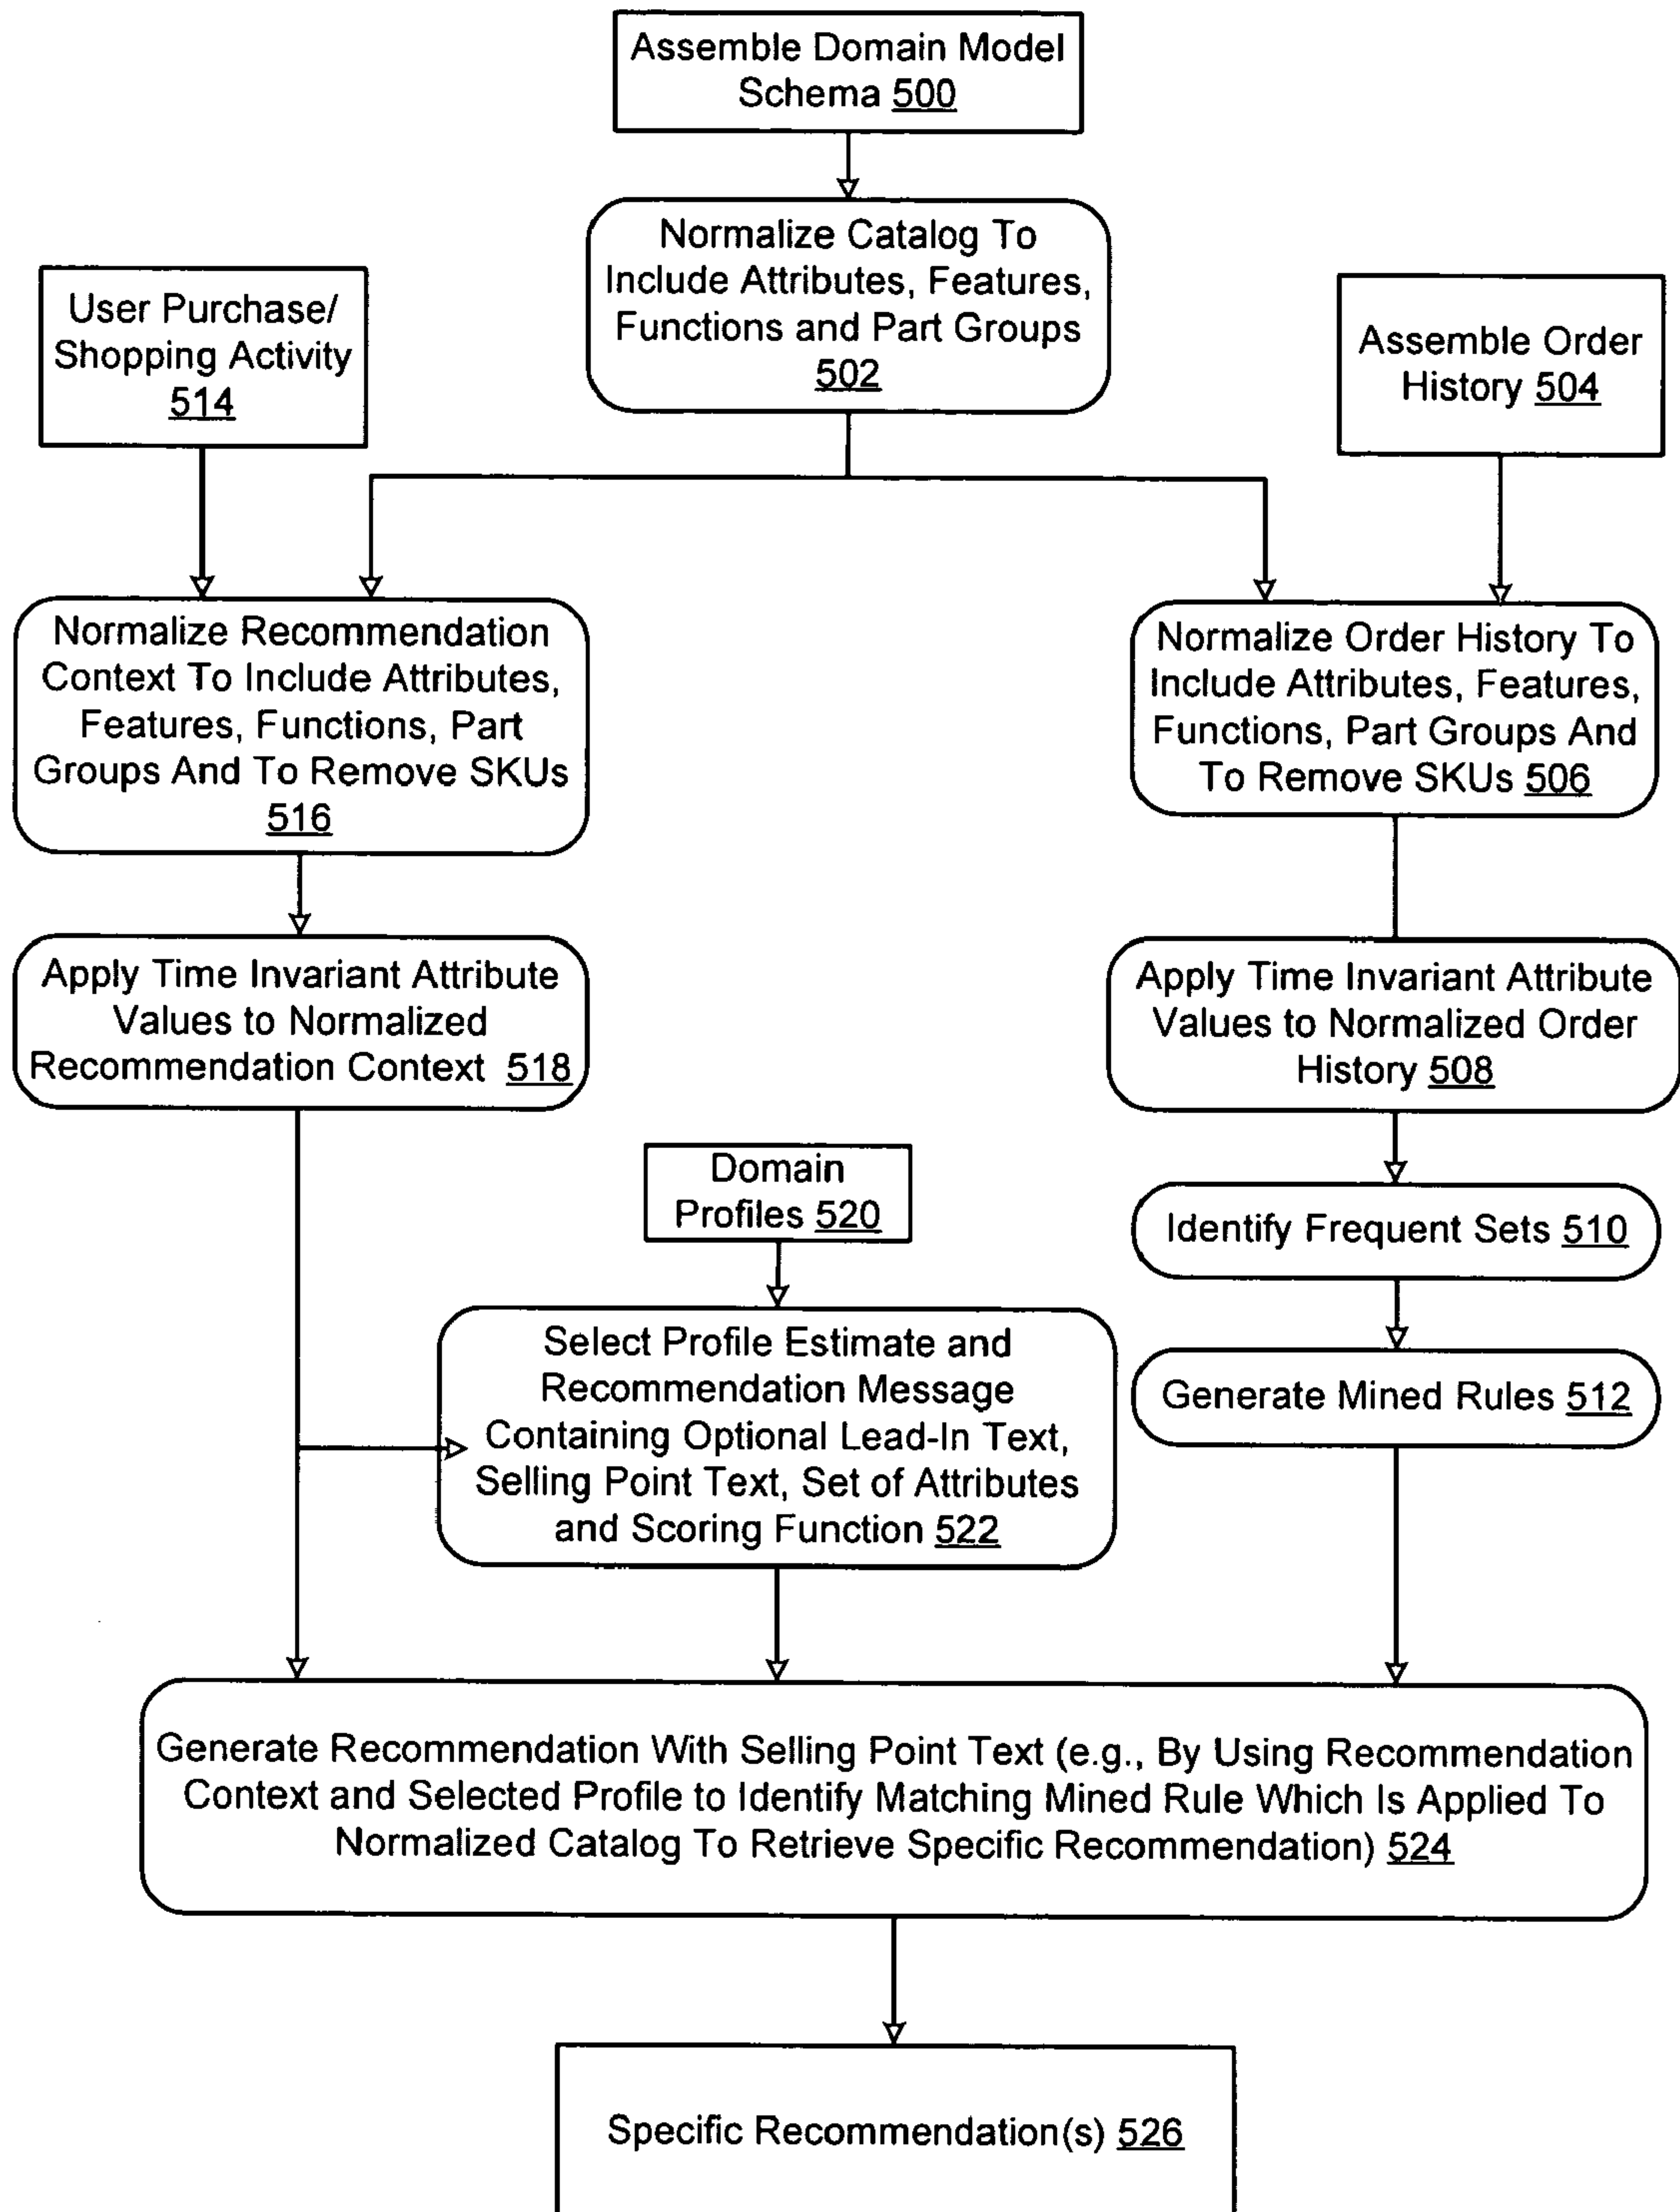 Assemble Domain Model
Schema 500
Normalize Catalog To
Include Attributes, Features,
Functions and Part Groups
502
User Purchase/
Shopping Activity
514
Assemble Order
History 504
Normalize Recommendation
Context To Include Attributes,
Features, Functions, Part
Groups And To Remove SKUs
516
Normalize Order History To
Include Attributes, Features,
Functions, Part Groups And
To Remove SKUs 506
Apply Time Invariant Attribute
Values to Normalized
Recommendation Context 518
Apply Time Invariant Attribute
Values to Normalized Order
History 508
Domain
Profiles 520
Identify Frequent Sets 510
Select Profile Estimate and
Recommendation Message
Containing Optional Lead-In Text,
Selling Point Text, Set of Attributes
and Scoring Function 522
Generate Mined Rules 512
Generate Recommendation With Selling Point Text (e.g., By Using Recommendation
Context and Selected Profile to Identify Matching Mined Rule Which Is Applied To
Normalized Catalog To Retrieve Specific Recommendation) 524
Specific Recommendation(s) 526